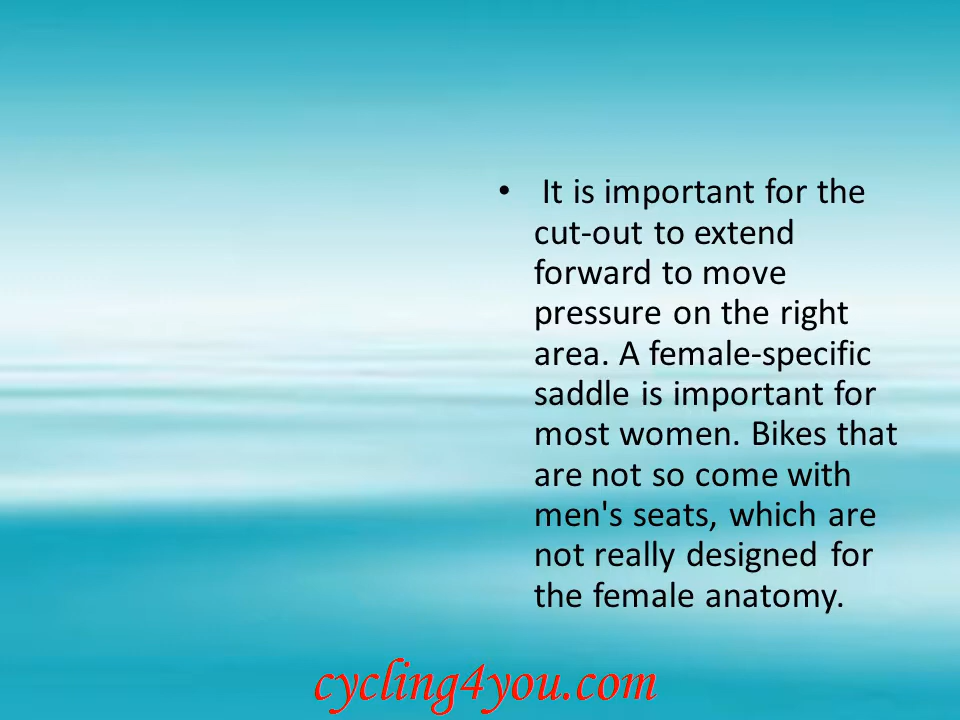 • It is important for the
cut-out to extend
forward to move
pressure on the right
area. A female-specific
saddle is important for
most women. Bikes that
are not so come with
men's seats, which are
not really designed for
the female anatomy.
cycling4you.com